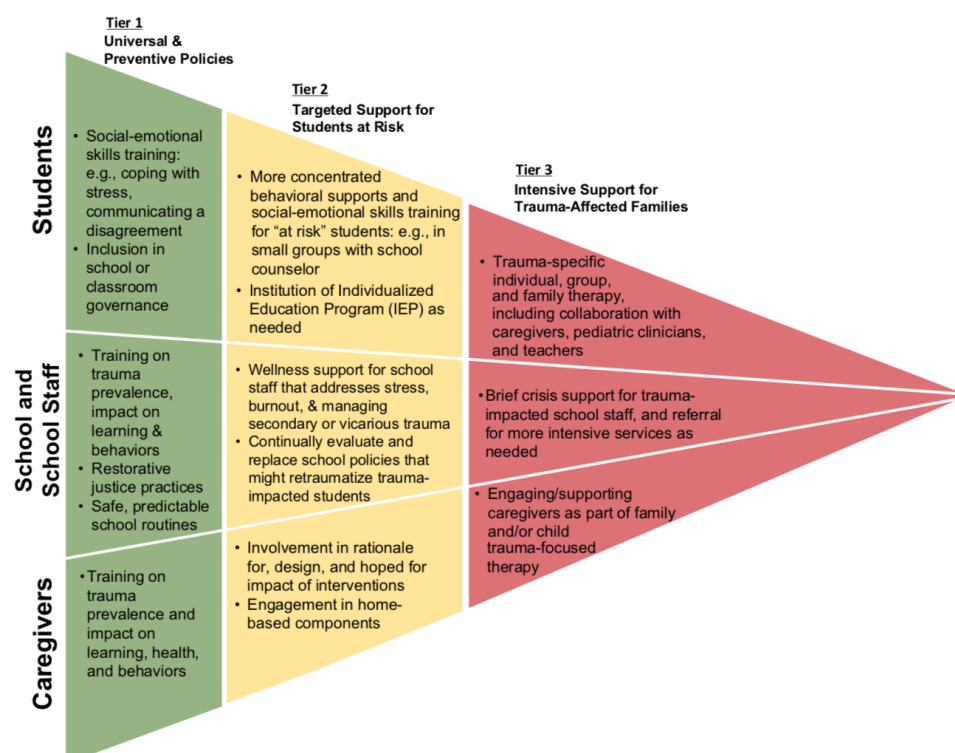 Tier 1
Universal &
Preventive Policies
Tier 2
Targeted Support for
Students at Risk
Tier 3
Intensive Support for
Trauma-Affected Families
Students
• Social-emotional
skills training:
e.g., coping with
stress,
communicating a
disagreement
• Inclusion in
school or
classroom
governance
• More concentrated
behavioral supports and
social-emotional skills training
for “at risk” students: e.g., in
small groups with school
counselor
• Institution of Individualized
Education Program (IEP) as
needed
• Trauma-specific
individual, group,
and family therapy,
including collaboration with
caregivers, pediatric clinicians,
and teachers
School and
School Staff
• Training on
trauma
prevalence,
impact on
learning &
behaviors
• Restorative
justice practices
• Safe, predictable
school routines
• Wellness support for school
staff that addresses stress,
burnout, & managing
secondary or vicarious trauma
• Continually evaluate and
replace school policies that
might retraumatize trauma-
impacted students
• Brief crisis support for trauma-
impacted school staff, and referral
for more intensive services as
needed
Caregivers
• Training on
trauma
prevalence and
impact on
learning, health,
and behaviors
• Involvement in rationale
for, design, and hoped for
impact of interventions
• Engagement in home-
based components
• Engaging/supporting
caregivers as part of family
and/or child
trauma-focused
therapy